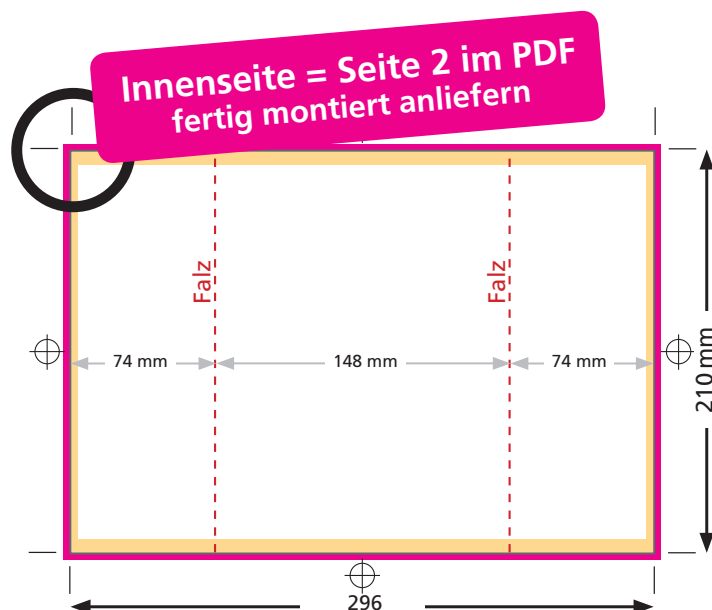 Innenseite = Seite 2 im PDF
fertig montiert anliefern
Falz
Falz
74 mm
148 mm
74 mm
210 mm
296